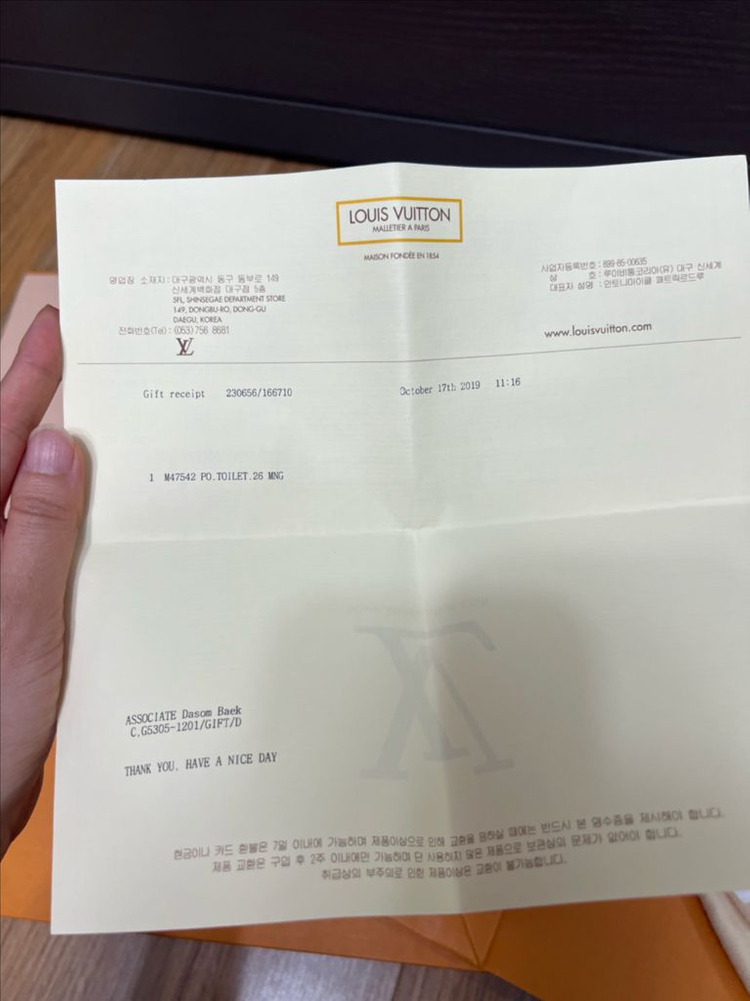 LOUIS VUITTON
MALLETIER A PARIS
MAISON FONDÉE EN 1854
영업장 소재지: 대구광역시 동구 동부로 149
신세계백화점 대구점 5층
5FL, SHINSEGAE DEPARTMENT STORE
149, DONGBU-RO, DONG-GU
DAEGU, KOREA
전화번호(Tel) : (053) 756 8681
LV
사업자등록번호 : 899-85-00635
상 호 : 루이비통코리아(유) 대구 신세계
대표자 성명 : 안토니마이클 패트릭르드루
www.louisvuitton.com
Gift receipt 230656/166710
October 17th 2019 11:16
1 M47542 PO.TOILET.26 MNG
ASSOCIATE Dasom Baek
C.G5305-1201/GIFT/D
THANK YOU. HAVE A NICE DAY
현금이나 카드 환불은 7일 이내에 가능하며 제품이상으로 인해 교환을 원하실 때에는 반드시 본 영수증을 제시해야 합니다.
제품 교환은 구입 후 2주 이내에만 가능하며 단 사용하지 않은 제품으로 보관상의 문제가 없어야 합니다.
취급상의 부주의로 인한 제품이상은 교환이 불가능합니다.